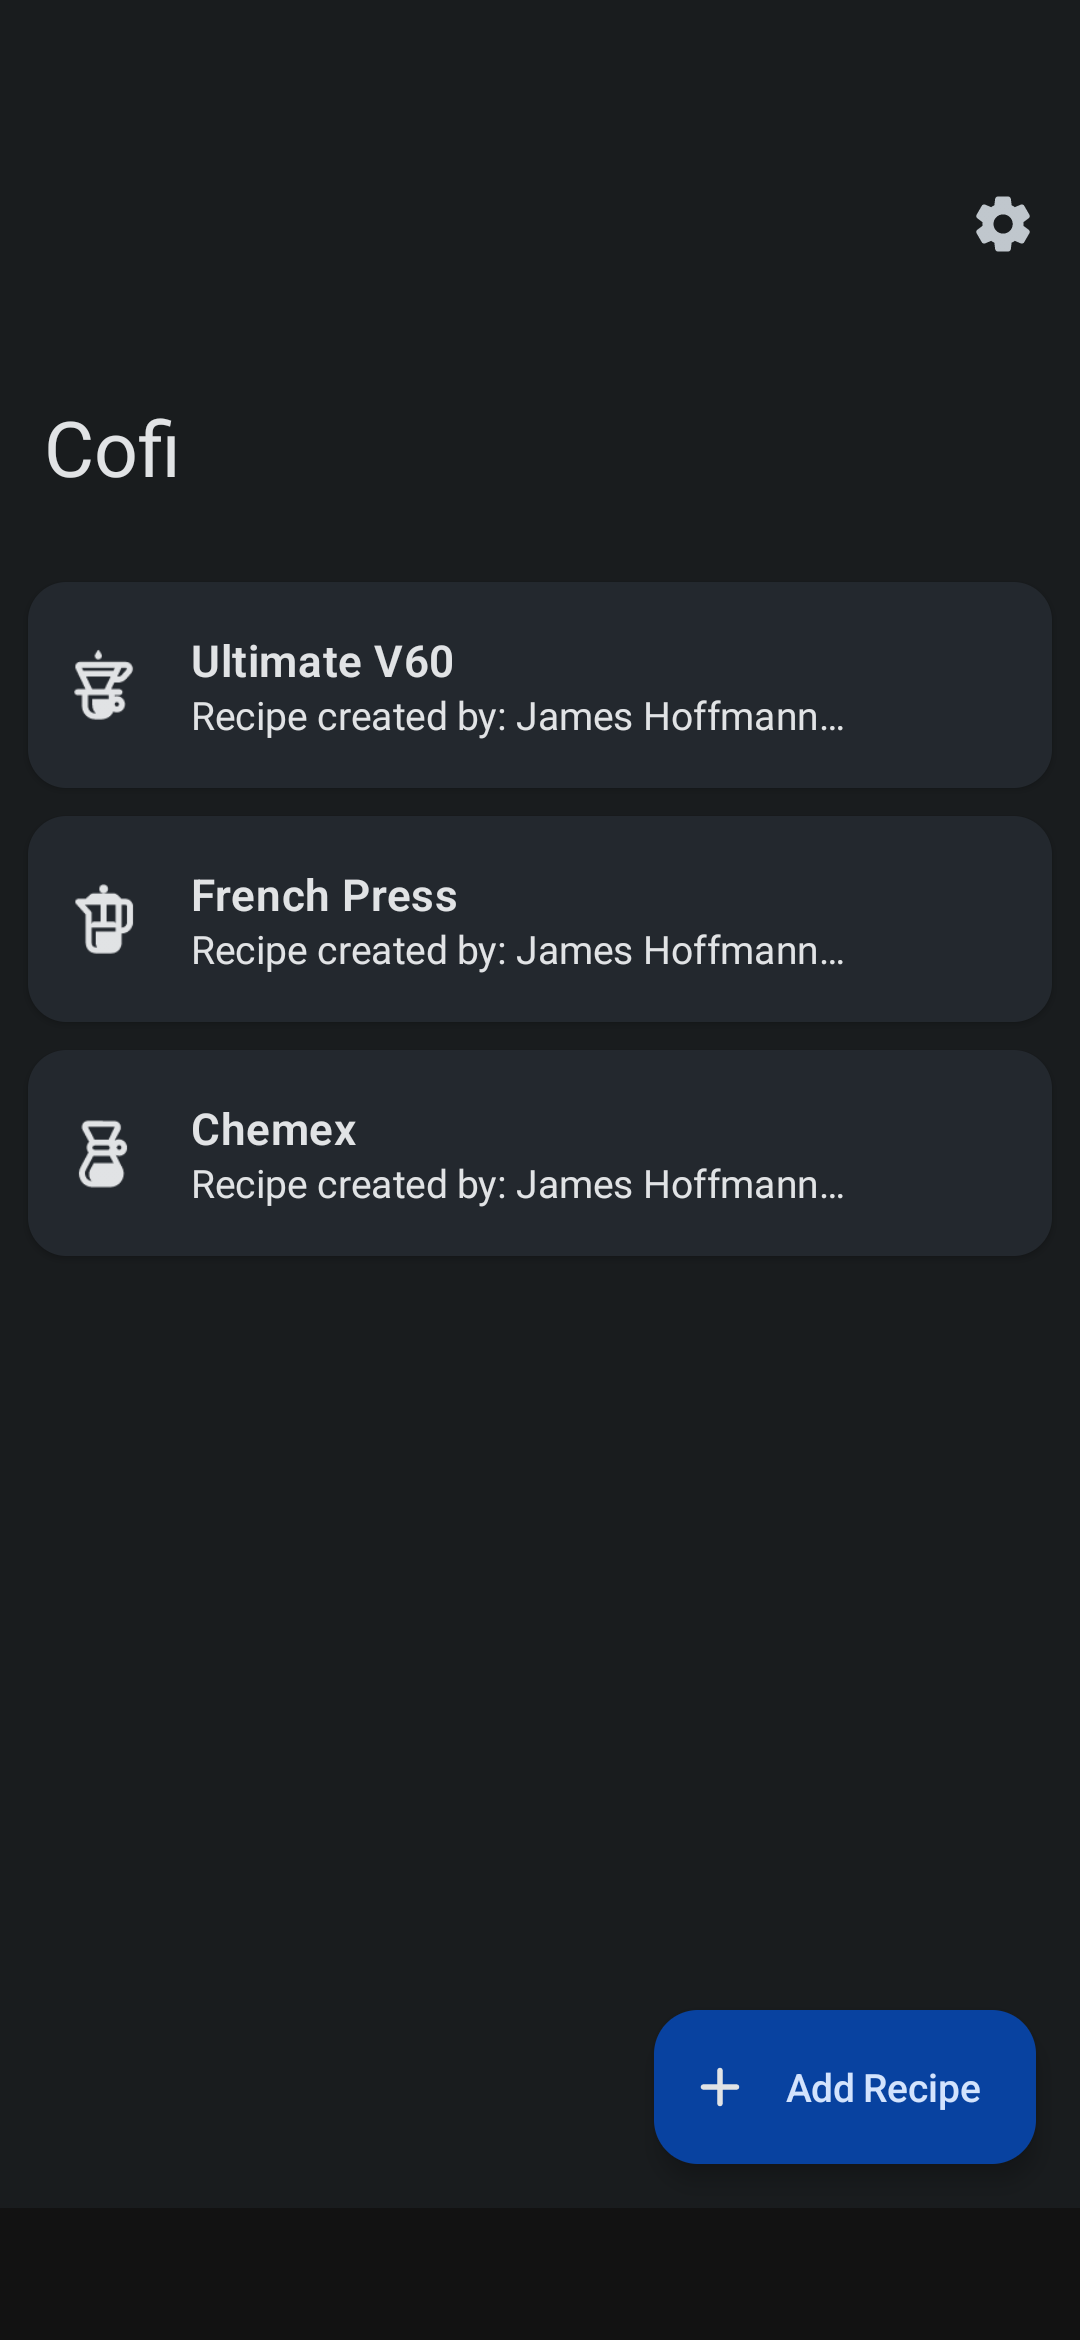 Cofi
Ultimate V60
Recipe created by: James Hoffmann…
French Press
Recipe created by: James Hoffmann…
Chemex
Recipe created by: James Hoffmann…
Add Recipe